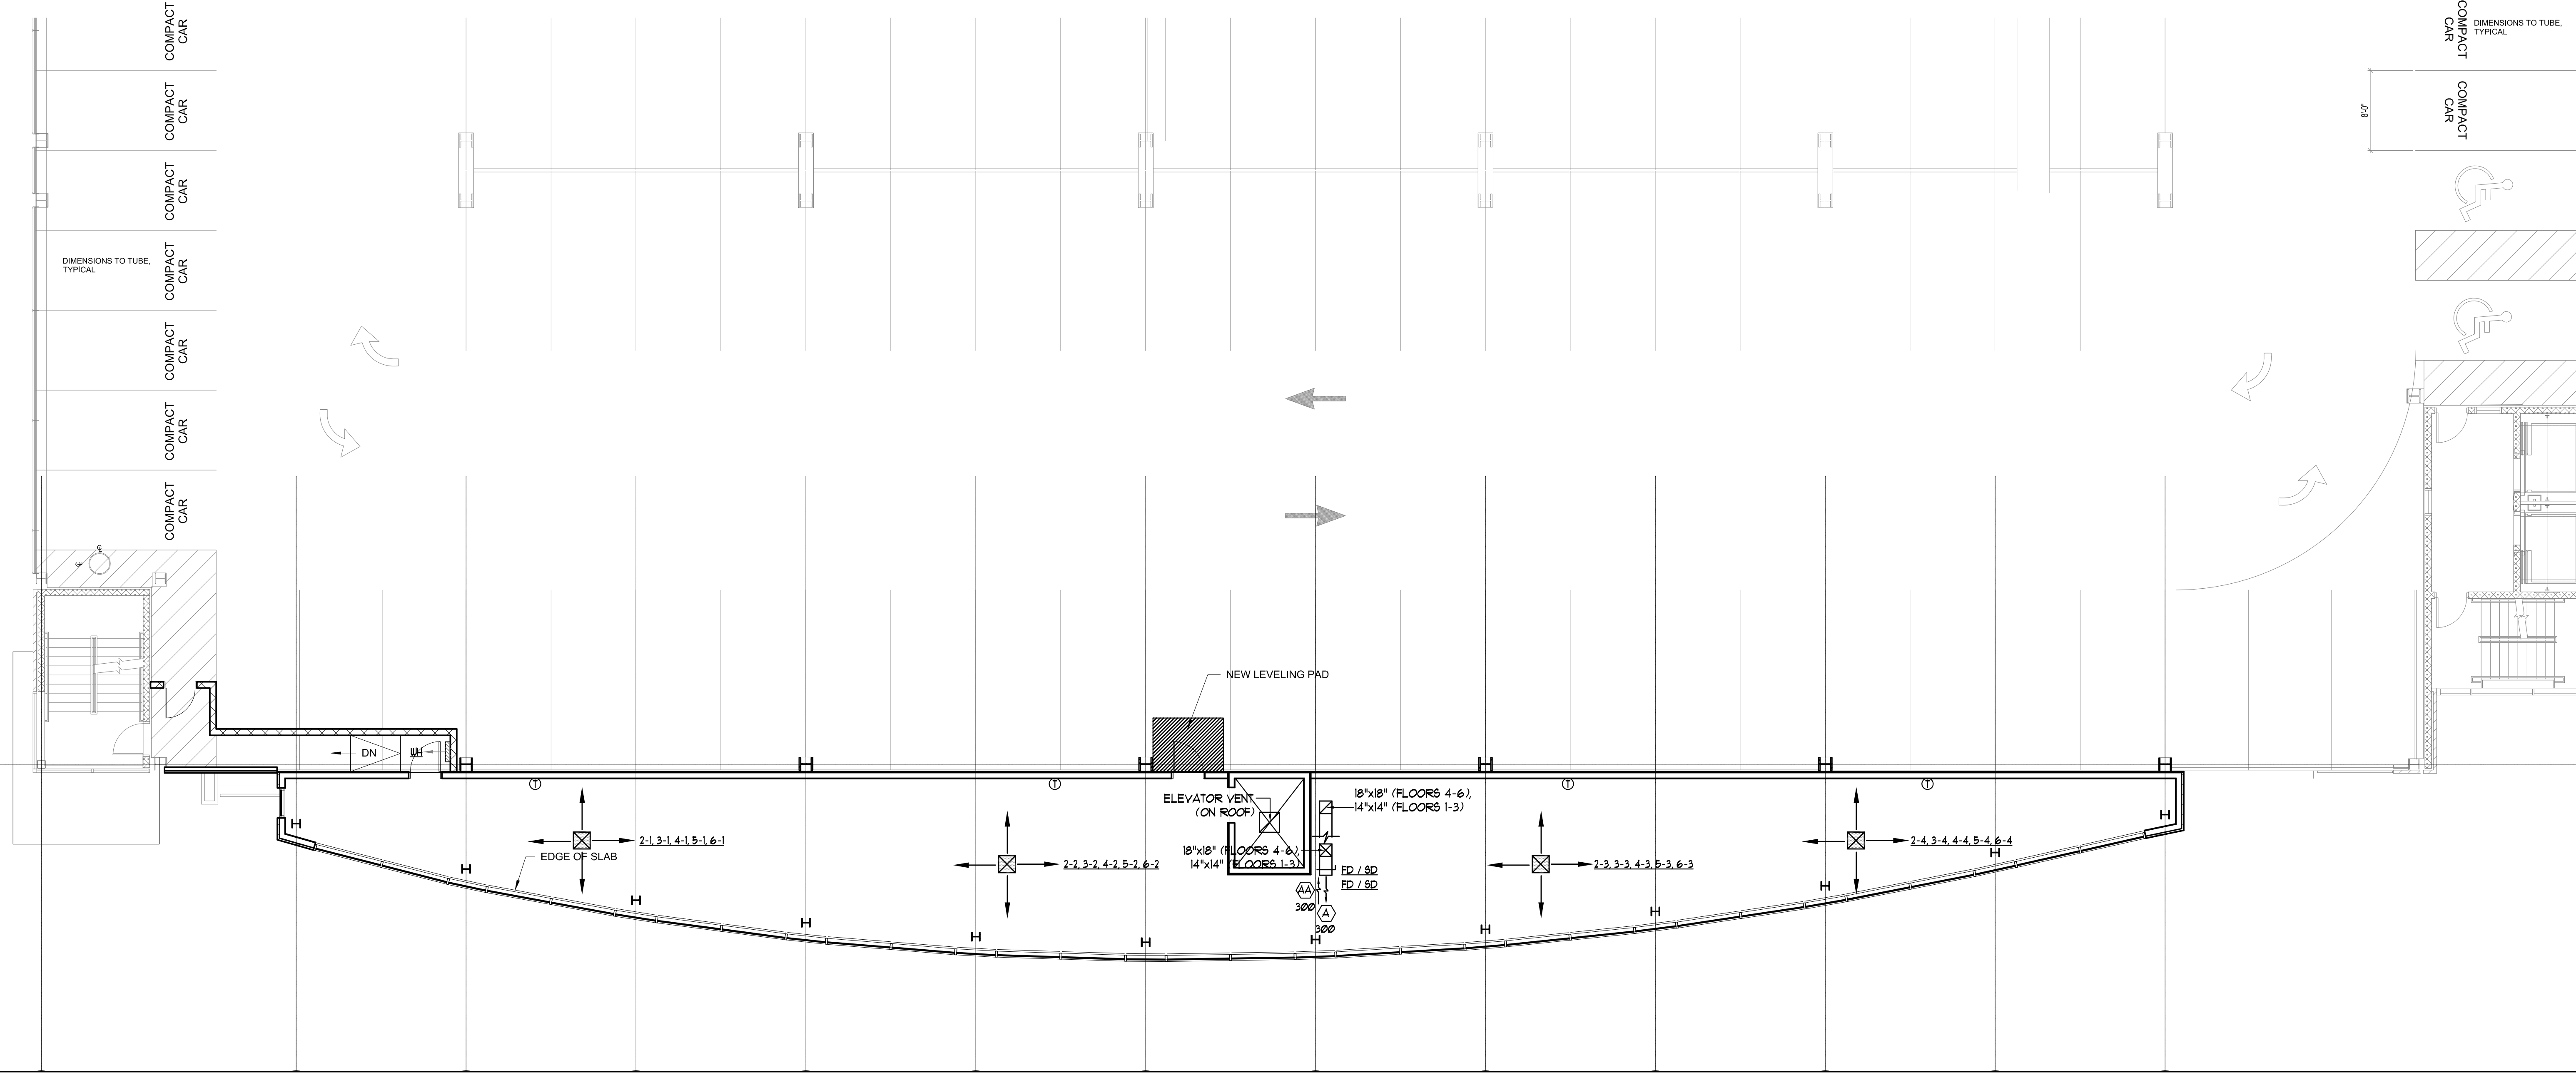 COMPACT
CAR
COMPACT
CAR
COMPACT
CAR
COMPACT
CAR
COMPACT
CAR
COMPACT
CAR
COMPACT
CAR
DIMENSIONS TO TUBE,
TYPICAL
COMPACT
CAR
DIMENSIONS TO TUBE,
TYPICAL
COMPACT
CAR
8'-0"
NEW LEVELING PAD
DN
T
T
T
T
ELEVATOR VENT
(ON ROOF)
18"x18" (FLOORS 4-6),
14"x14" (FLOORS 1-3)
2-1, 3-1, 4-1, 5-1, 6-1
EDGE OF SLAB
18"x18" (FLOORS 4-6),
14"x14" (FLOORS 1-3)
2-2, 3-2, 4-2, 5-2, 6-2
2-3, 3-3, 4-3, 5-3, 6-3
2-4, 3-4, 4-4, 5-4, 6-4
FD / SD
FD / SD
AA
300
A
300